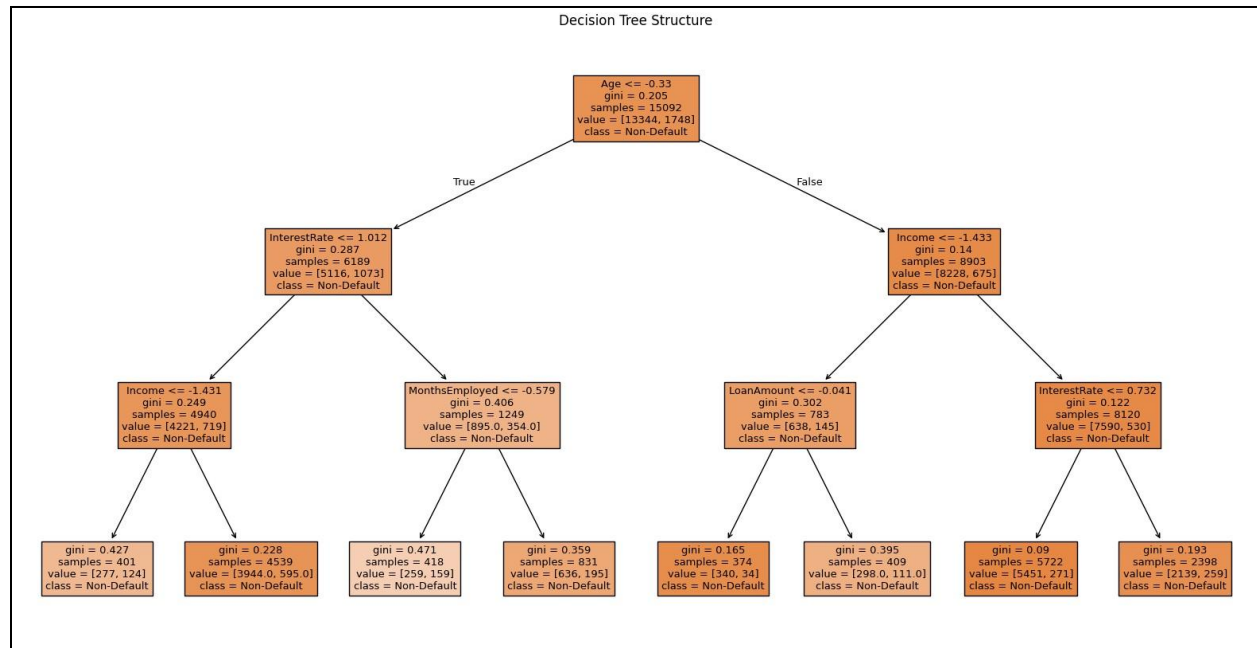 Decision Tree Structure
Age <= -0.33
gini = 0.205
samples = 15092
value = [13344, 1748]
class = Non-Default
True
False
InterestRate <= 1.012
gini = 0.287
samples = 6189
value = [5116, 1073]
class = Non-Default
Income <= -1.433
gini = 0.14
samples = 8903
value = [8228, 675]
class = Non-Default
Income <= -1.431
gini = 0.249
samples = 4940
value = [4221, 719]
class = Non-Default
MonthsEmployed <= -0.579
gini = 0.406
samples = 1249
value = [895.0, 354.0]
class = Non-Default
LoanAmount <= -0.041
gini = 0.302
samples = 783
value = [638, 145]
class = Non-Default
InterestRate <= 0.732
gini = 0.122
samples = 8120
value = [7590, 530]
class = Non-Default
gini = 0.427
samples = 401
value = [277, 124]
class = Non-Default
gini = 0.228
samples = 4539
value = [3944.0, 595.0]
class = Non-Default
gini = 0.471
samples = 418
value = [259, 159]
class = Non-Default
gini = 0.359
samples = 831
value = [636, 195]
class = Non-Default
gini = 0.165
samples = 374
value = [340, 34]
class = Non-Default
gini = 0.395
samples = 409
value = [298.0, 111.0]
class = Non-Default
gini = 0.09
samples = 5722
value = [5451, 271]
class = Non-Default
gini = 0.193
samples = 2398
value = [2139, 259]
class = Non-Default